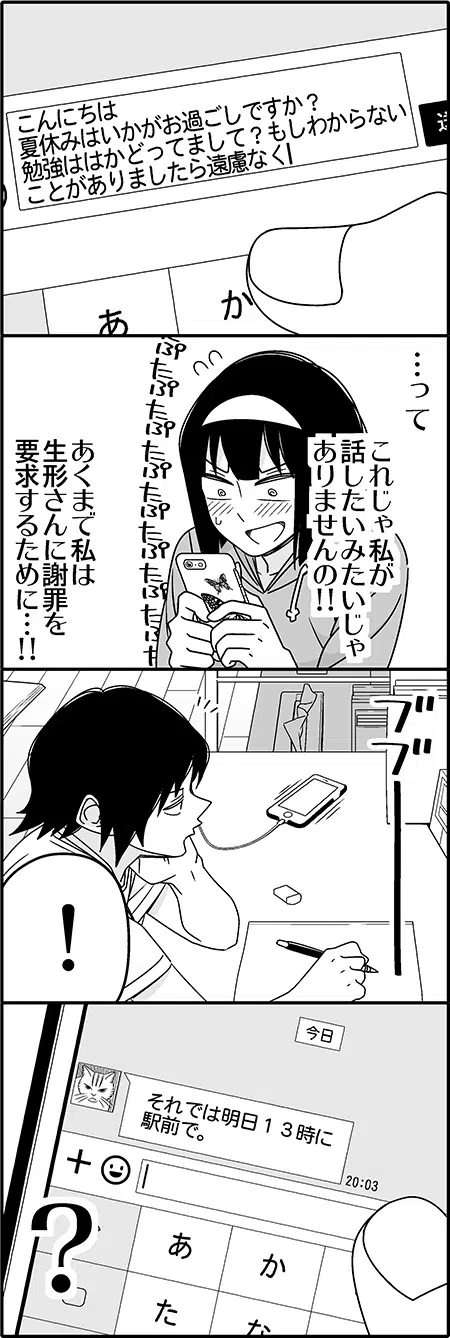 こんにちは
夏休みはいかがお過ごしですか？
勉強ははかどってまして？もしわからない
ことがありましたら遠慮なく
あ
か
…って
これじゃ私が
話したいみたいじゃ
ありませんの!!
たぷたぷたぷたぷたぷたぷ
あくまで私は
生形さんに謝罪を
要求するために…!!
ブブーーー
！
今日
それでは明日１３時に
駅前で。
20:03
＋
あ
か
た
な
？